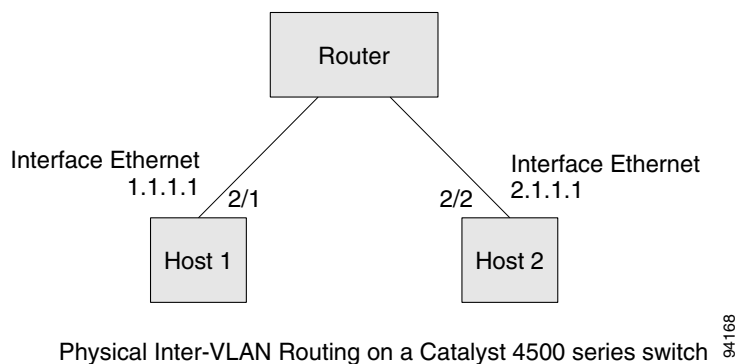 Router
Interface Ethernet
1.1.1.1
Interface Ethernet
2.1.1.1
2/1
2/2
Host 1
Host 2
Physical Inter-VLAN Routing on a Catalyst 4500 series switch
94168